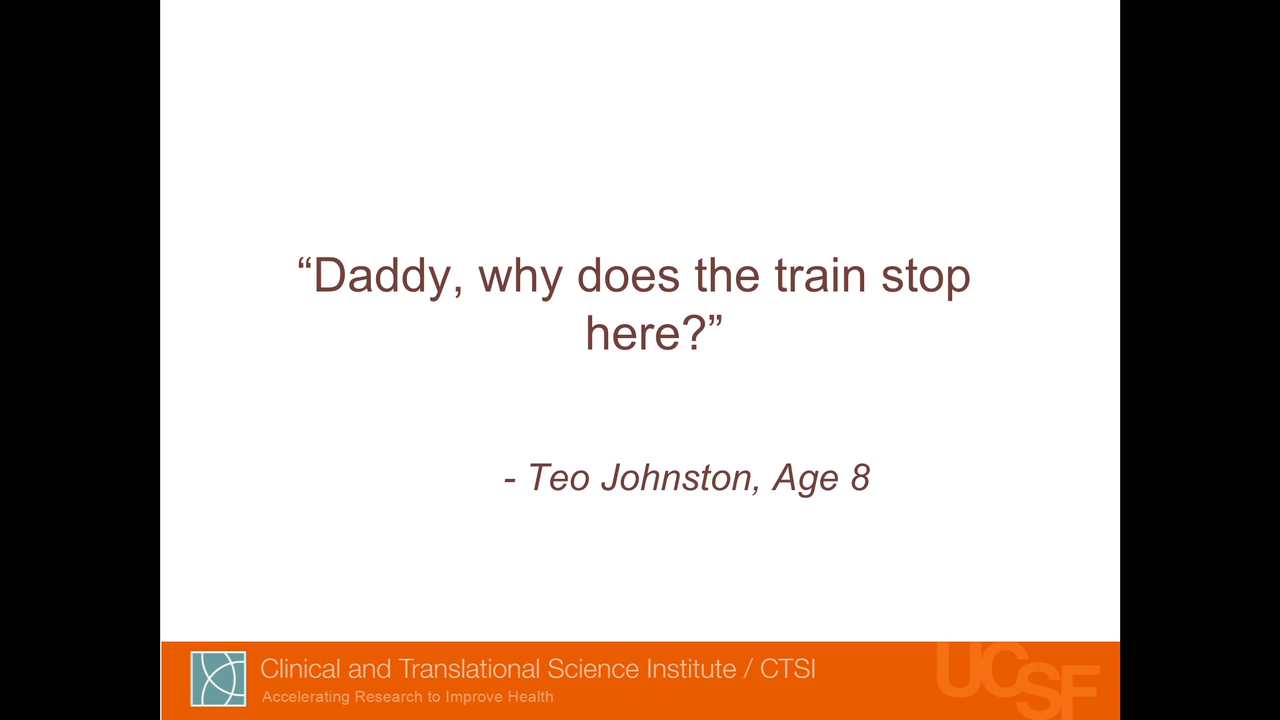 “Daddy, why does the train stop
here?”
- Teo Johnston, Age 8
Clinical and Translational Science Institute / CTSI
Accelerating Research to Improve Health
UCSF